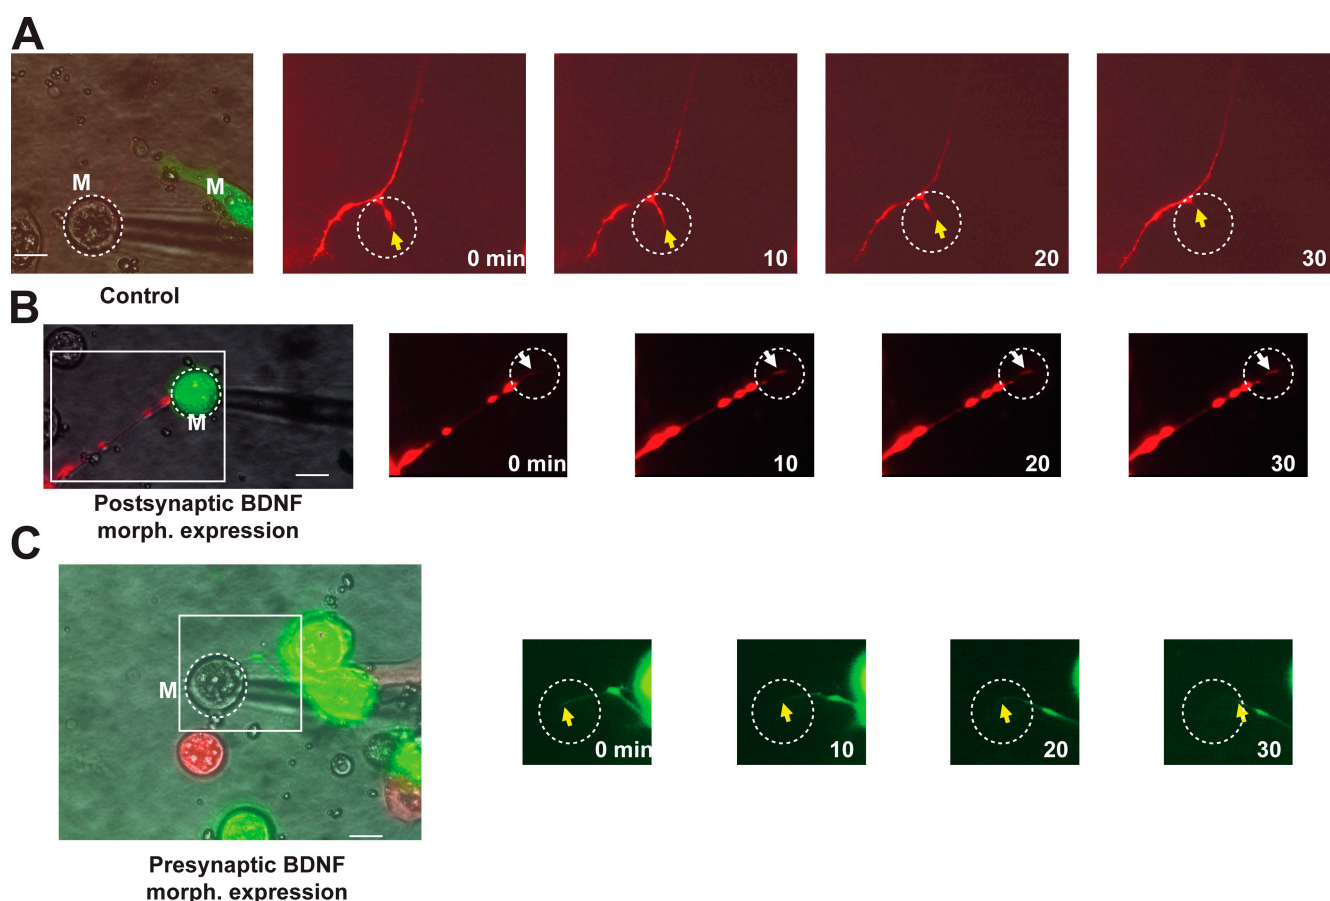 A
M
M
0 min
10
20
30
Control
B
M
0 min
10
20
30
Postsynaptic BDNF
morph. expression
C
M
0 min
10
20
30
Presynaptic BDNF
morph. expression